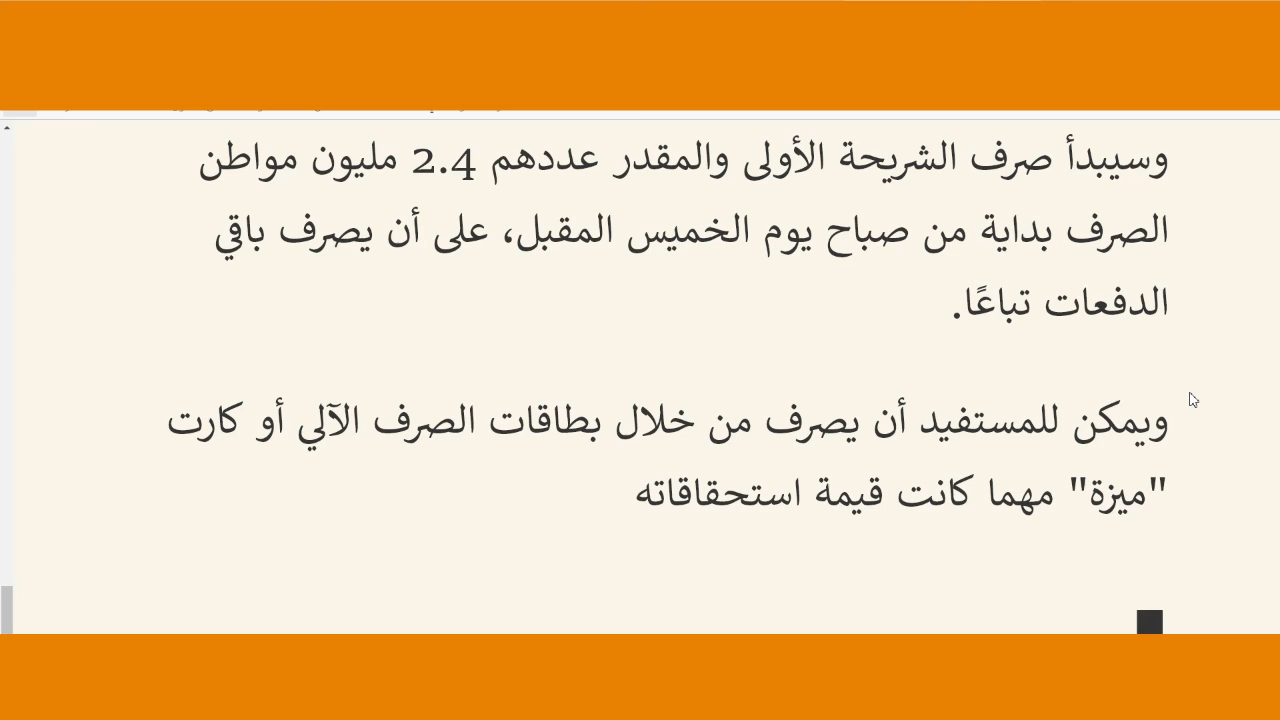 وسيبدأ صرف الشريحة الأولى والمقدر عددهم 2.4 مليون مواطن
الصرف بداية من صباح يوم الخميس المقبل، على أن يصرف باقي
الدفعات تباعًا.
ويمكن للمستفيد أن يصرف من خلال بطاقات الصرف الآلي أو كارت
"ميزة" مهما كانت قيمة استحقاقاته